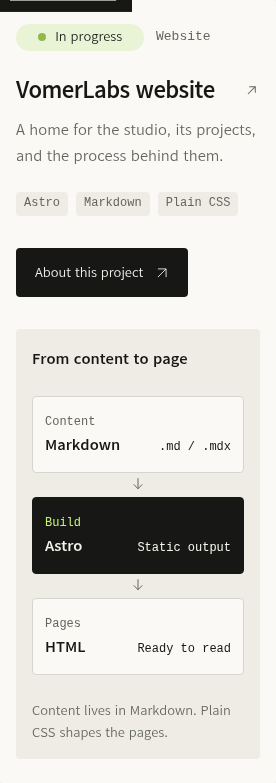 In progress
Website
VomerLabs website
A home for the studio, its projects,
and the process behind them.
Astro
Markdown
Plain CSS
About this project
From content to page
Content
Markdown
.md / .mdx
Build
Astro
Static output
Pages
HTML
Ready to read
Content lives in Markdown. Plain
CSS shapes the pages.